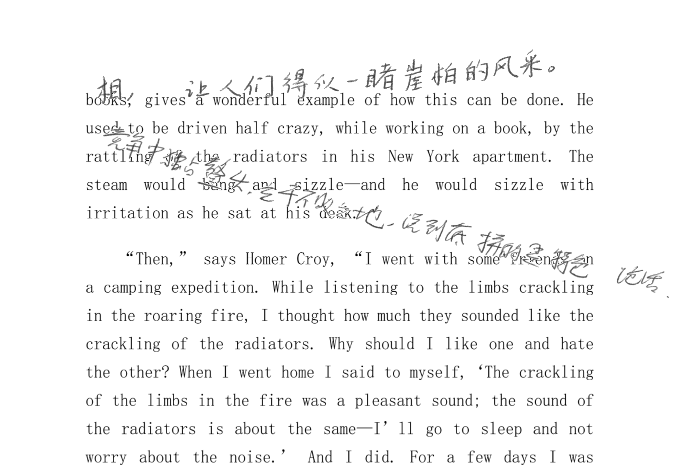 相， 让人们得以一睹崖柏的风采。
books, gives a wonderful example of how this can be done. He
used to be driven half crazy, while working on a book, by the
rattling of the radiators in his New York apartment. The
steam would bang and sizzle—and he would sizzle with
irritation as he sat at his desk.
“Then,” says Homer Croy, “I went with some friends on
a camping expedition. While listening to the limbs crackling
in the roaring fire, I thought how much they sounded like the
crackling of the radiators. Why should I like one and hate
the other? When I went home I said to myself, ‘The crackling
of the limbs in the fire was a pleasant sound; the sound of
the radiators is about the same—I’ll go to sleep and not
worry about the noise.’ And I did. For a few days I was